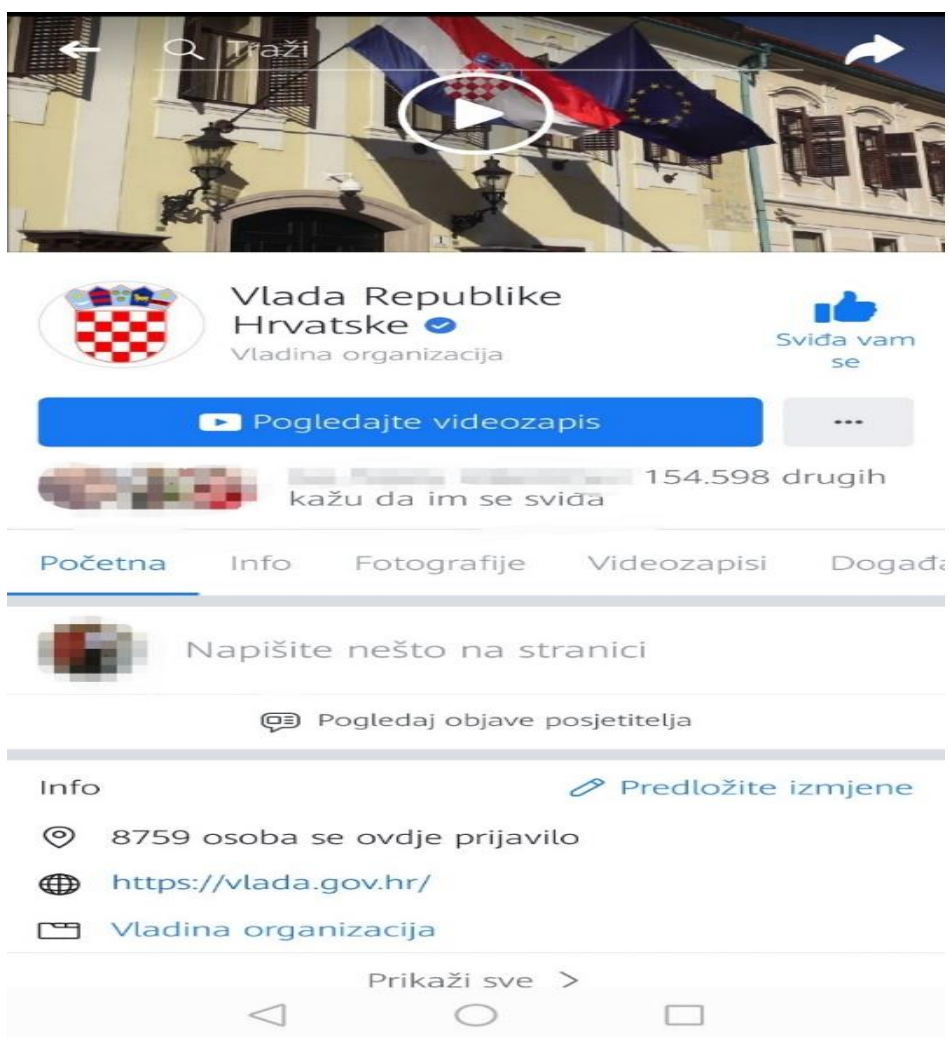 Traži
Vlada Republike
Hrvatske
Vladina organizacija
Sviđa vam
se
Pogledajte videozapis
154.598 drugih
kažu da im se sviđa
Početna Info Fotografije Videozapisi Događa
Napišite nešto na stranici
Pogledaj objave posjetitelja
Info Predložite izmjene
8759 osoba se ovdje prijavilo
https://vlada.gov.hr/
Vladina organizacija
Prikaži sve